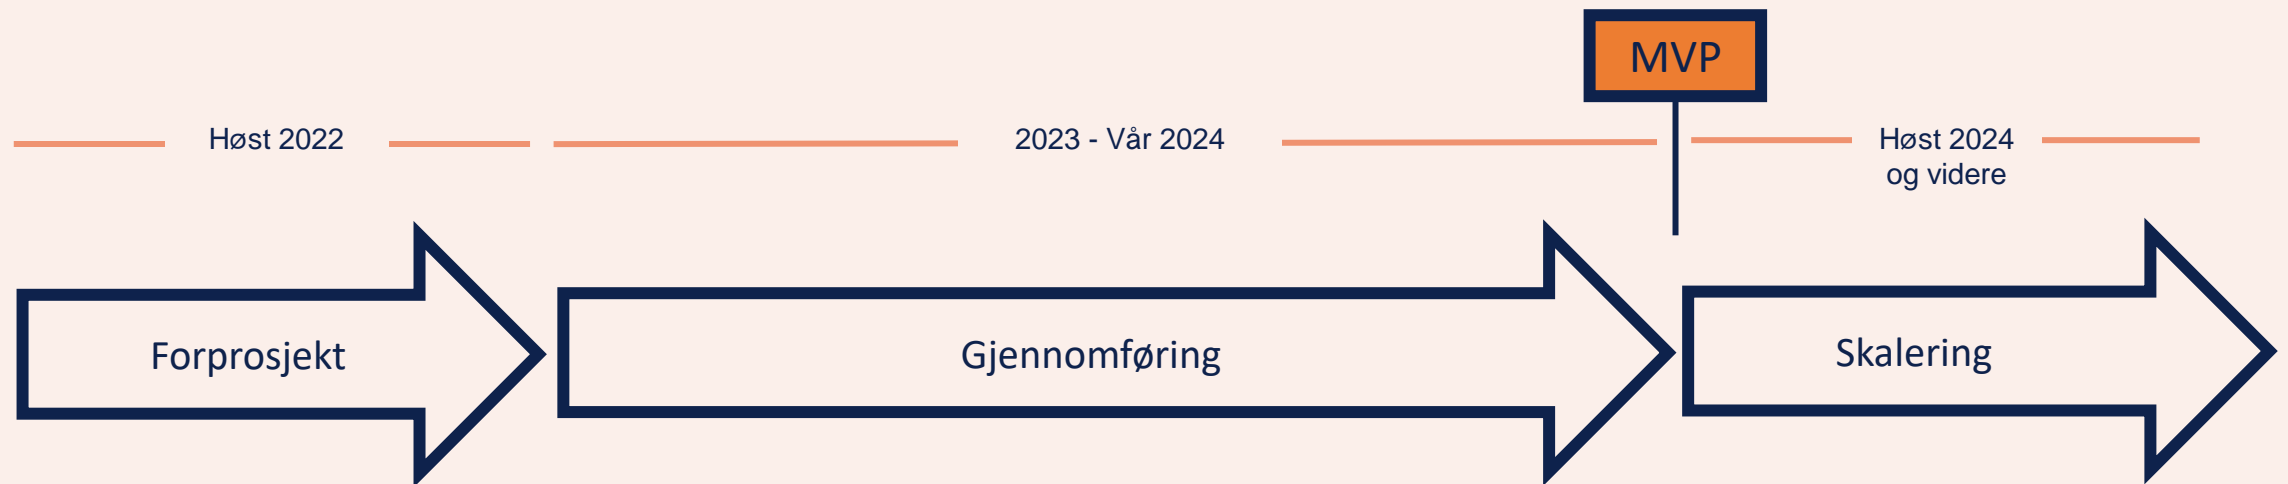 MVP
Høst 2022
2023 - Vår 2024
Høst 2024
og videre
Forprosjekt
Gjennomføring
Skalering